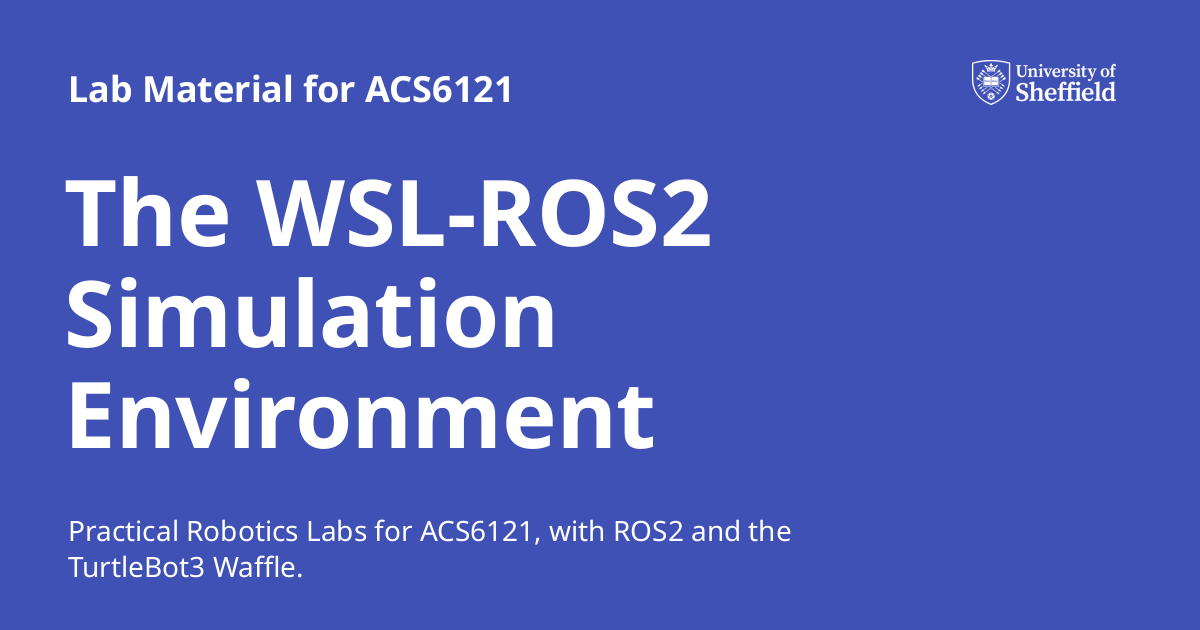 Lab Material for ACS6121
University of
Sheffield
The WSL-ROS2
Simulation
Environment
Practical Robotics Labs for ACS6121, with ROS2 and the
TurtleBot3 Waffle.